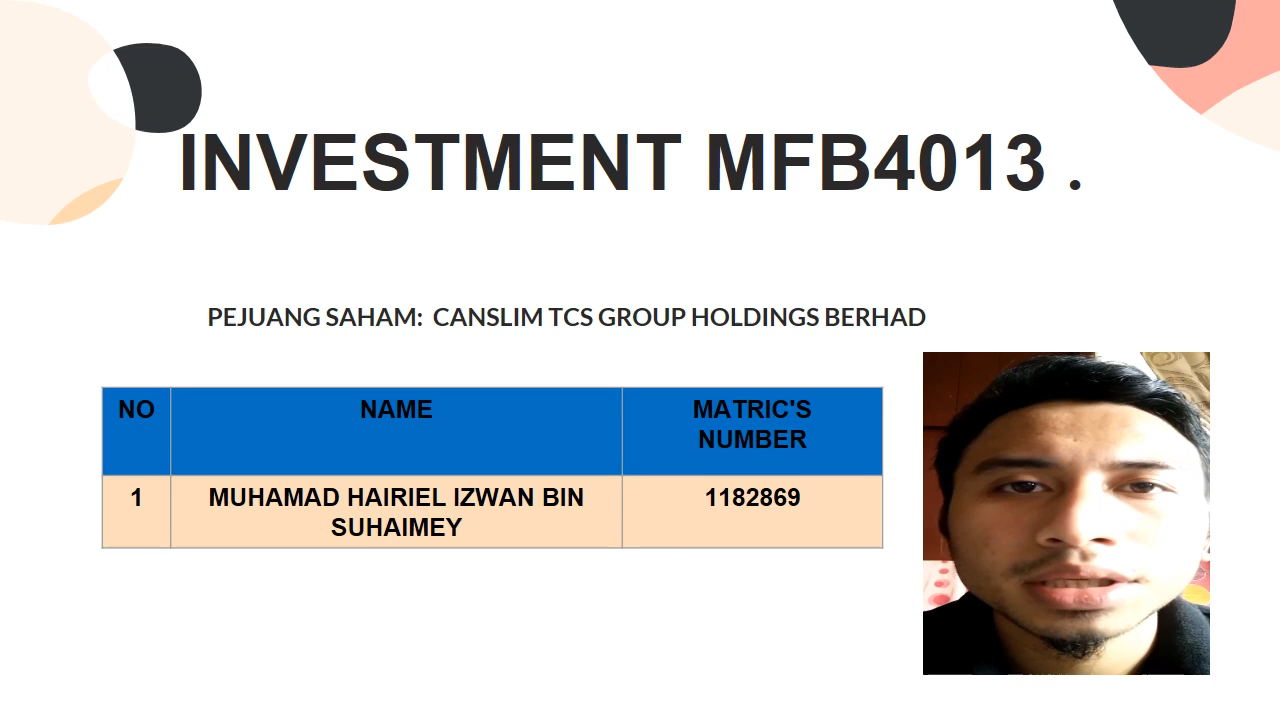 INVESTMENT MFB4013 .
PEJUANG SAHAM: CANSLIM TCS GROUP HOLDINGS BERHAD
NO NAME MATRIC'S
NUMBER
1 MUHAMAD HAIRIEL IZWAN BIN 1182869
SUHAIMEY